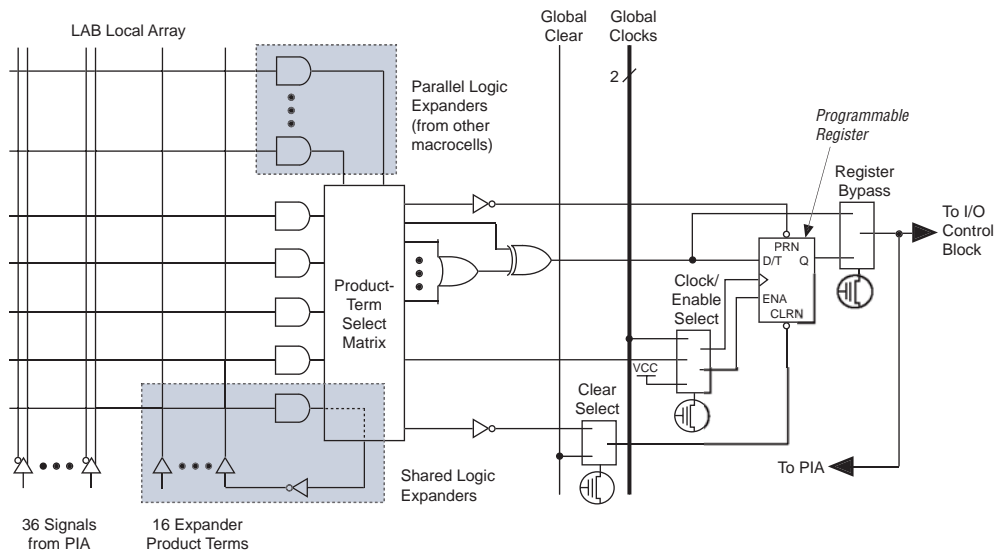 LAB Local Array
Global
Clear
Global
Clocks
2
Parallel Logic
Expanders
(from other
macrocells)
Programmable
Register
Register
Bypass
To I/O
Control
Block
PRN
D/T
Q
ENA
CLRN
Clock/
Enable
Select
Product-
Term
Select
Matrix
VCC
Clear
Select
To PIA
Shared Logic
Expanders
36 Signals
from PIA
16 Expander
Product Terms